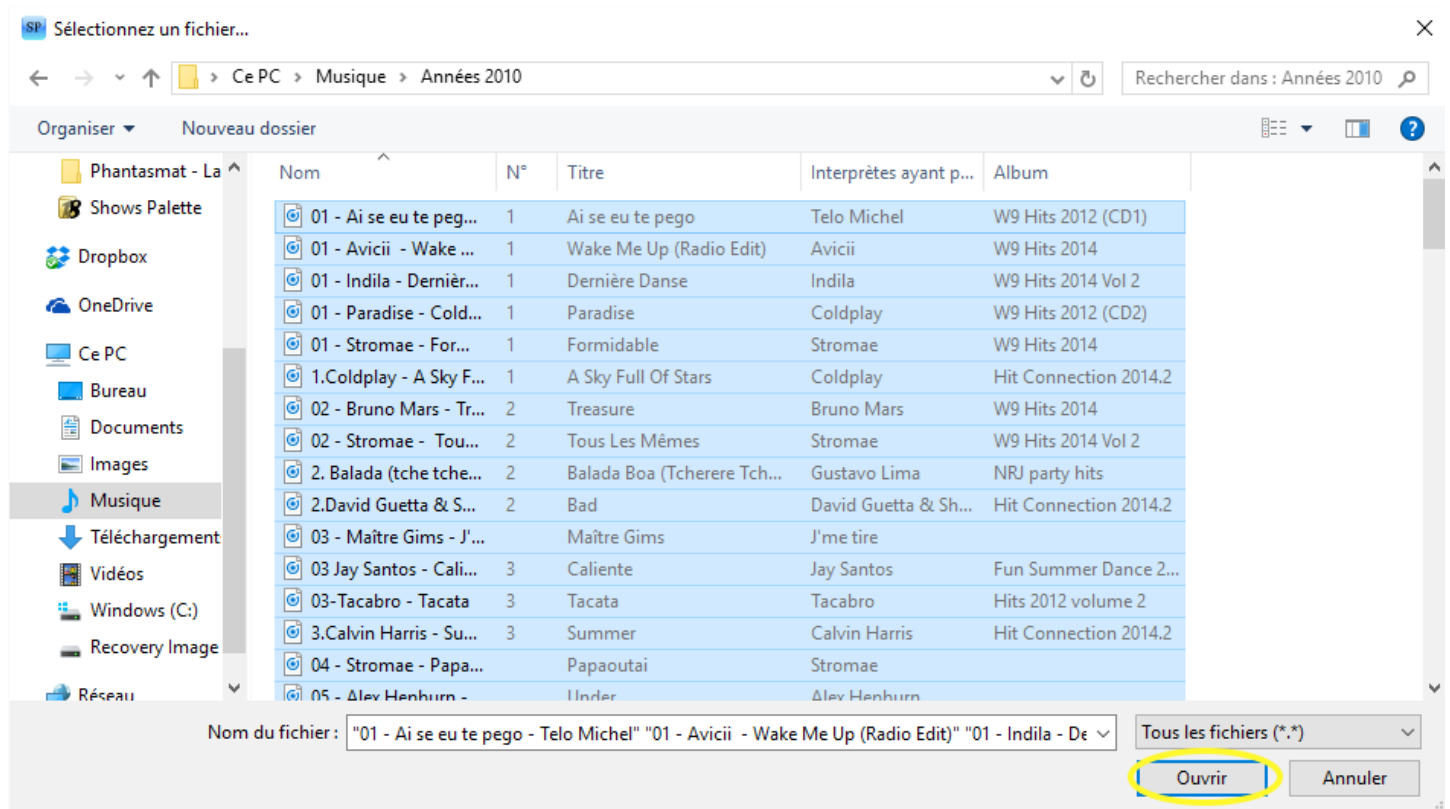 SP Sélectionnez un fichier...
Ce PC > Musique > Années 2010
Rechercher dans : Années 2010
Organiser Nouveau dossier
?
Phantasmat - La
Shows Palette
Dropbox
OneDrive
Ce PC
Bureau
Documents
Images
Musique
Téléchargement
Vidéos
Windows (C:)
Recovery Image
Réseau
Nom N° Titre Interprètes ayant p... Album
01 - Ai se eu te peg... 1 Ai se eu te pego Telo Michel W9 Hits 2012 (CD1)
01 - Avicii - Wake ... 1 Wake Me Up (Radio Edit) Avicii W9 Hits 2014
01 - Indila - Dernièr... 1 Dernière Danse Indila W9 Hits 2014 Vol 2
01 - Paradise - Cold... 1 Paradise Coldplay W9 Hits 2012 (CD2)
01 - Stromae - For... 1 Formidable Stromae W9 Hits 2014
1.Coldplay - A Sky F... 1 A Sky Full Of Stars Coldplay Hit Connection 2014.2
02 - Bruno Mars - Tr... 2 Treasure Bruno Mars W9 Hits 2014
02 - Stromae - Tou... 2 Tous Les Mêmes Stromae W9 Hits 2014 Vol 2
2. Balada (tche tche... 2 Balada Boa (Tcherere Tch... Gustavo Lima NRJ party hits
2.David Guetta & S... 2 Bad David Guetta & Sh... Hit Connection 2014.2
03 - Maître Gims - J'... Maître Gims J'me tire
03 Jay Santos - Cali... 3 Caliente Jay Santos Fun Summer Dance 2...
03-Tacabro - Tacata 3 Tacata Tacabro Hits 2012 volume 2
3.Calvin Harris - Su... 3 Summer Calvin Harris Hit Connection 2014.2
04 - Stromae - Papa... Papaoutai Stromae
05 - Alex Hepburn - Under Alex Hepburn
Nom du fichier : "01 - Ai se eu te pego - Telo Michel" "01 - Avicii - Wake Me Up (Radio Edit)" "01 - Indila - De
Tous les fichiers (*.*)
Ouvrir Annuler